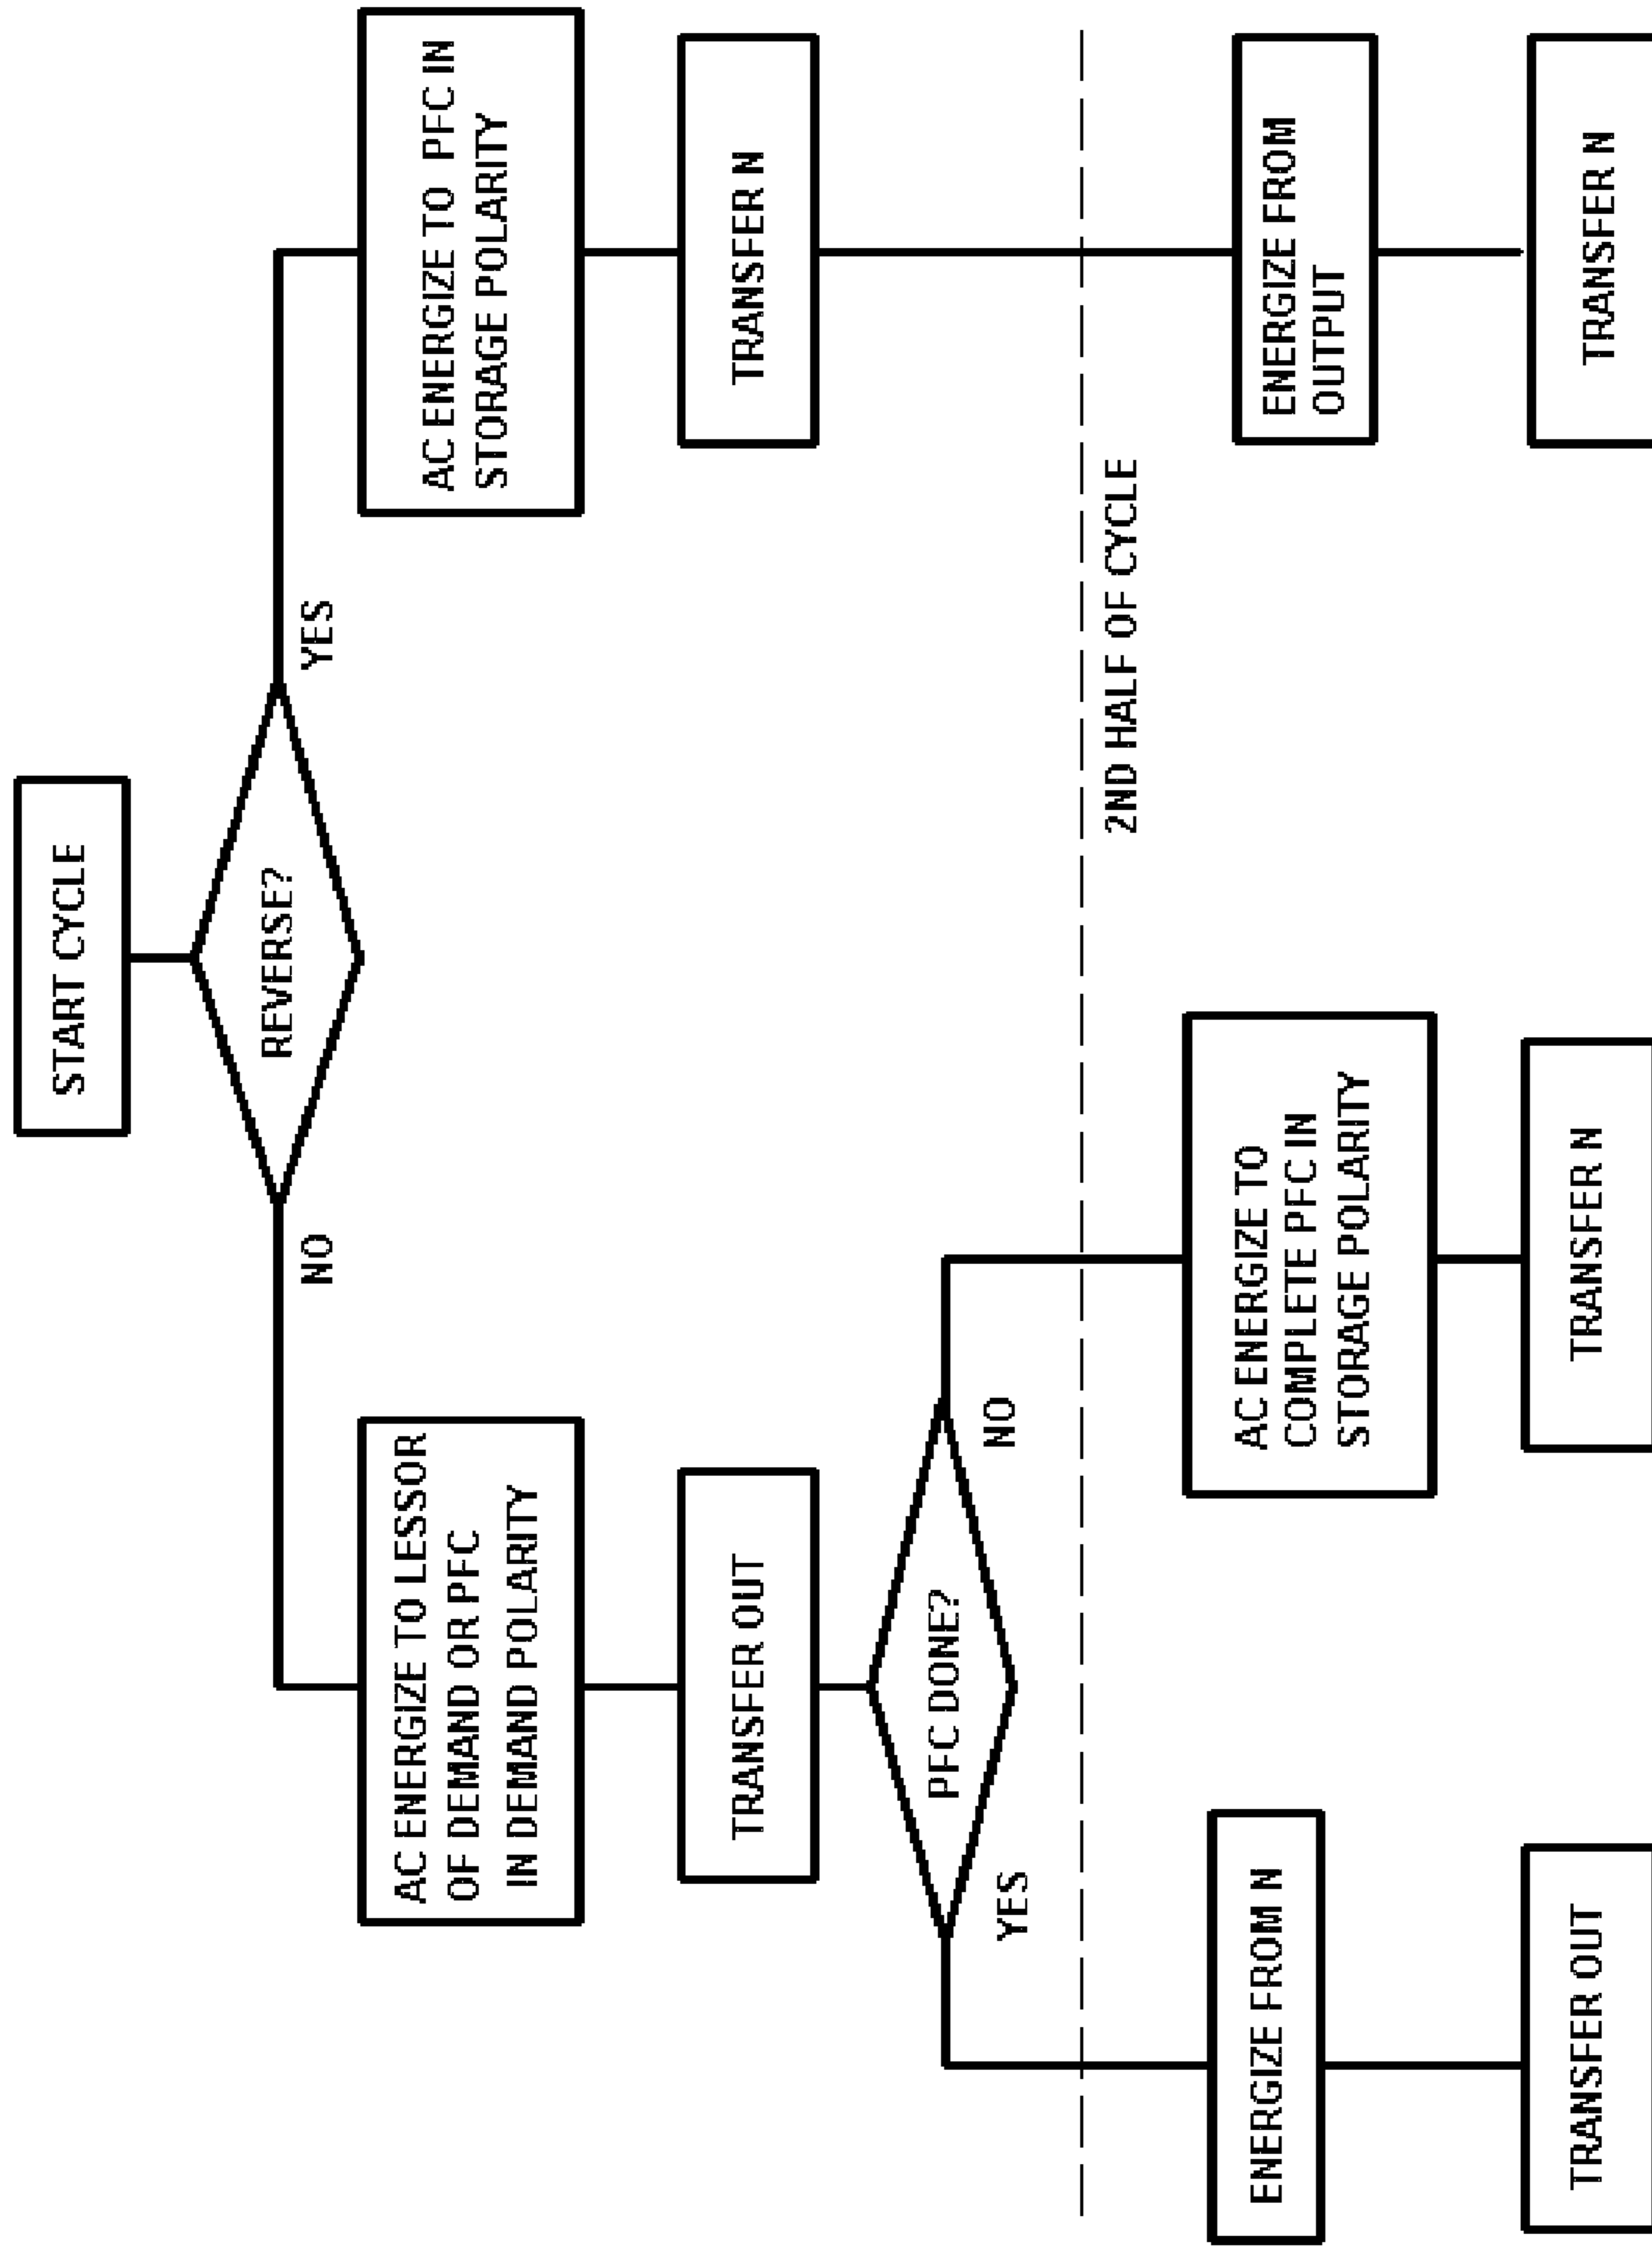 START CYCLE
REVERSE?
NO
YES
AC ENERGIZE TO LESSOR
OF DEMAND OR PFC
IN DEMAND POLARITY
AC ENERGIZE TO PFC IN
STORAGE POLARITY
TRANSFER OUT
TRANSFER N
PFC DONE?
YES
NO
2ND HALF OF CYCLE
ENERGIZE FROM N
AC ENERGIZE TO
COMPLETE PFC IN
STORAGE POLARITY
ENERGIZE FROM
OUTPUT
TRANSFER OUT
TRANSFER N
TRANSFER N